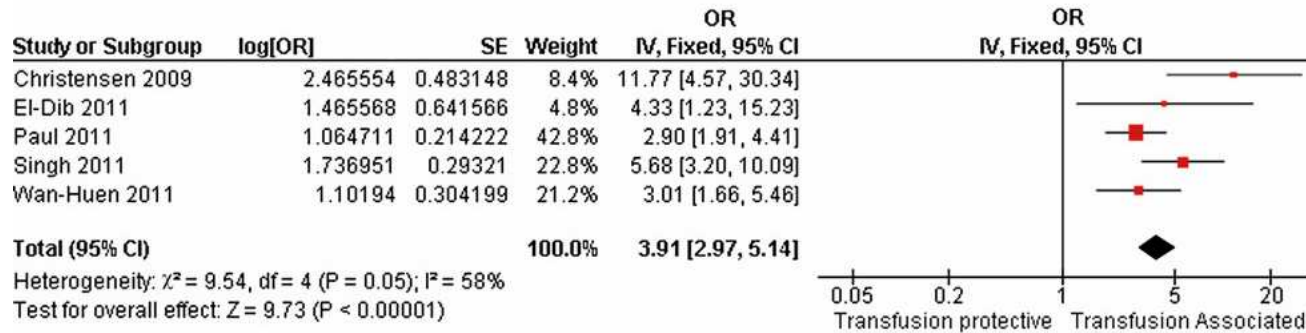 OR OR
Study or Subgroup log[OR] SE Weight IV, Fixed, 95% CI IV, Fixed, 95% CI
Christensen 2009 2.465554 0.483148 8.4% 11.77 [4.57, 30.34]
El-Dib 2011 1.465568 0.641566 4.8% 4.33 [1.23, 15.23]
Paul 2011 1.064711 0.214222 42.8% 2.90 [1.91, 4.41]
Singh 2011 1.736951 0.29321 22.8% 5.68 [3.20, 10.09]
Wan-Huen 2011 1.10194 0.304199 21.2% 3.01 [1.66, 5.46]
Total (95% CI) 100.0% 3.91 [2.97, 5.14]
Heterogeneity: χ² = 9.54, df = 4 (P = 0.05); I² = 58%
Test for overall effect: Z = 9.73 (P < 0.00001)
0.05 0.2 1 5 20
Transfusion protective Transfusion Associated